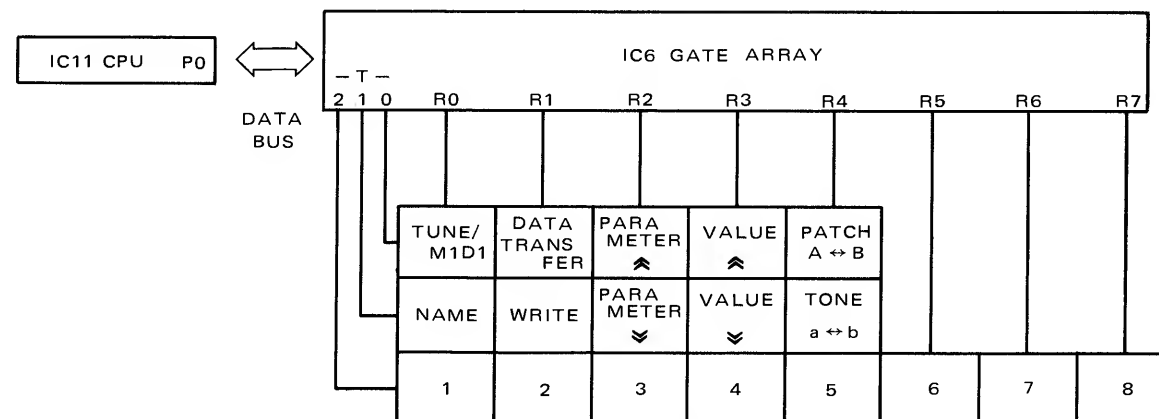 IC11 CPU P0
IC6 GATE ARRAY
– T –
2 1 0 R0 R1 R2 R3 R4 R5 R6 R7
DATA
BUS
TUNE/
M1D1
DATA
TRANS
FER
PARA
METER
︽
VALUE
︽
PATCH
A ↔ B
NAME
WRITE
PARA
METER
︾
VALUE
︾
TONE
a ↔ b
1 2 3 4 5 6 7 8